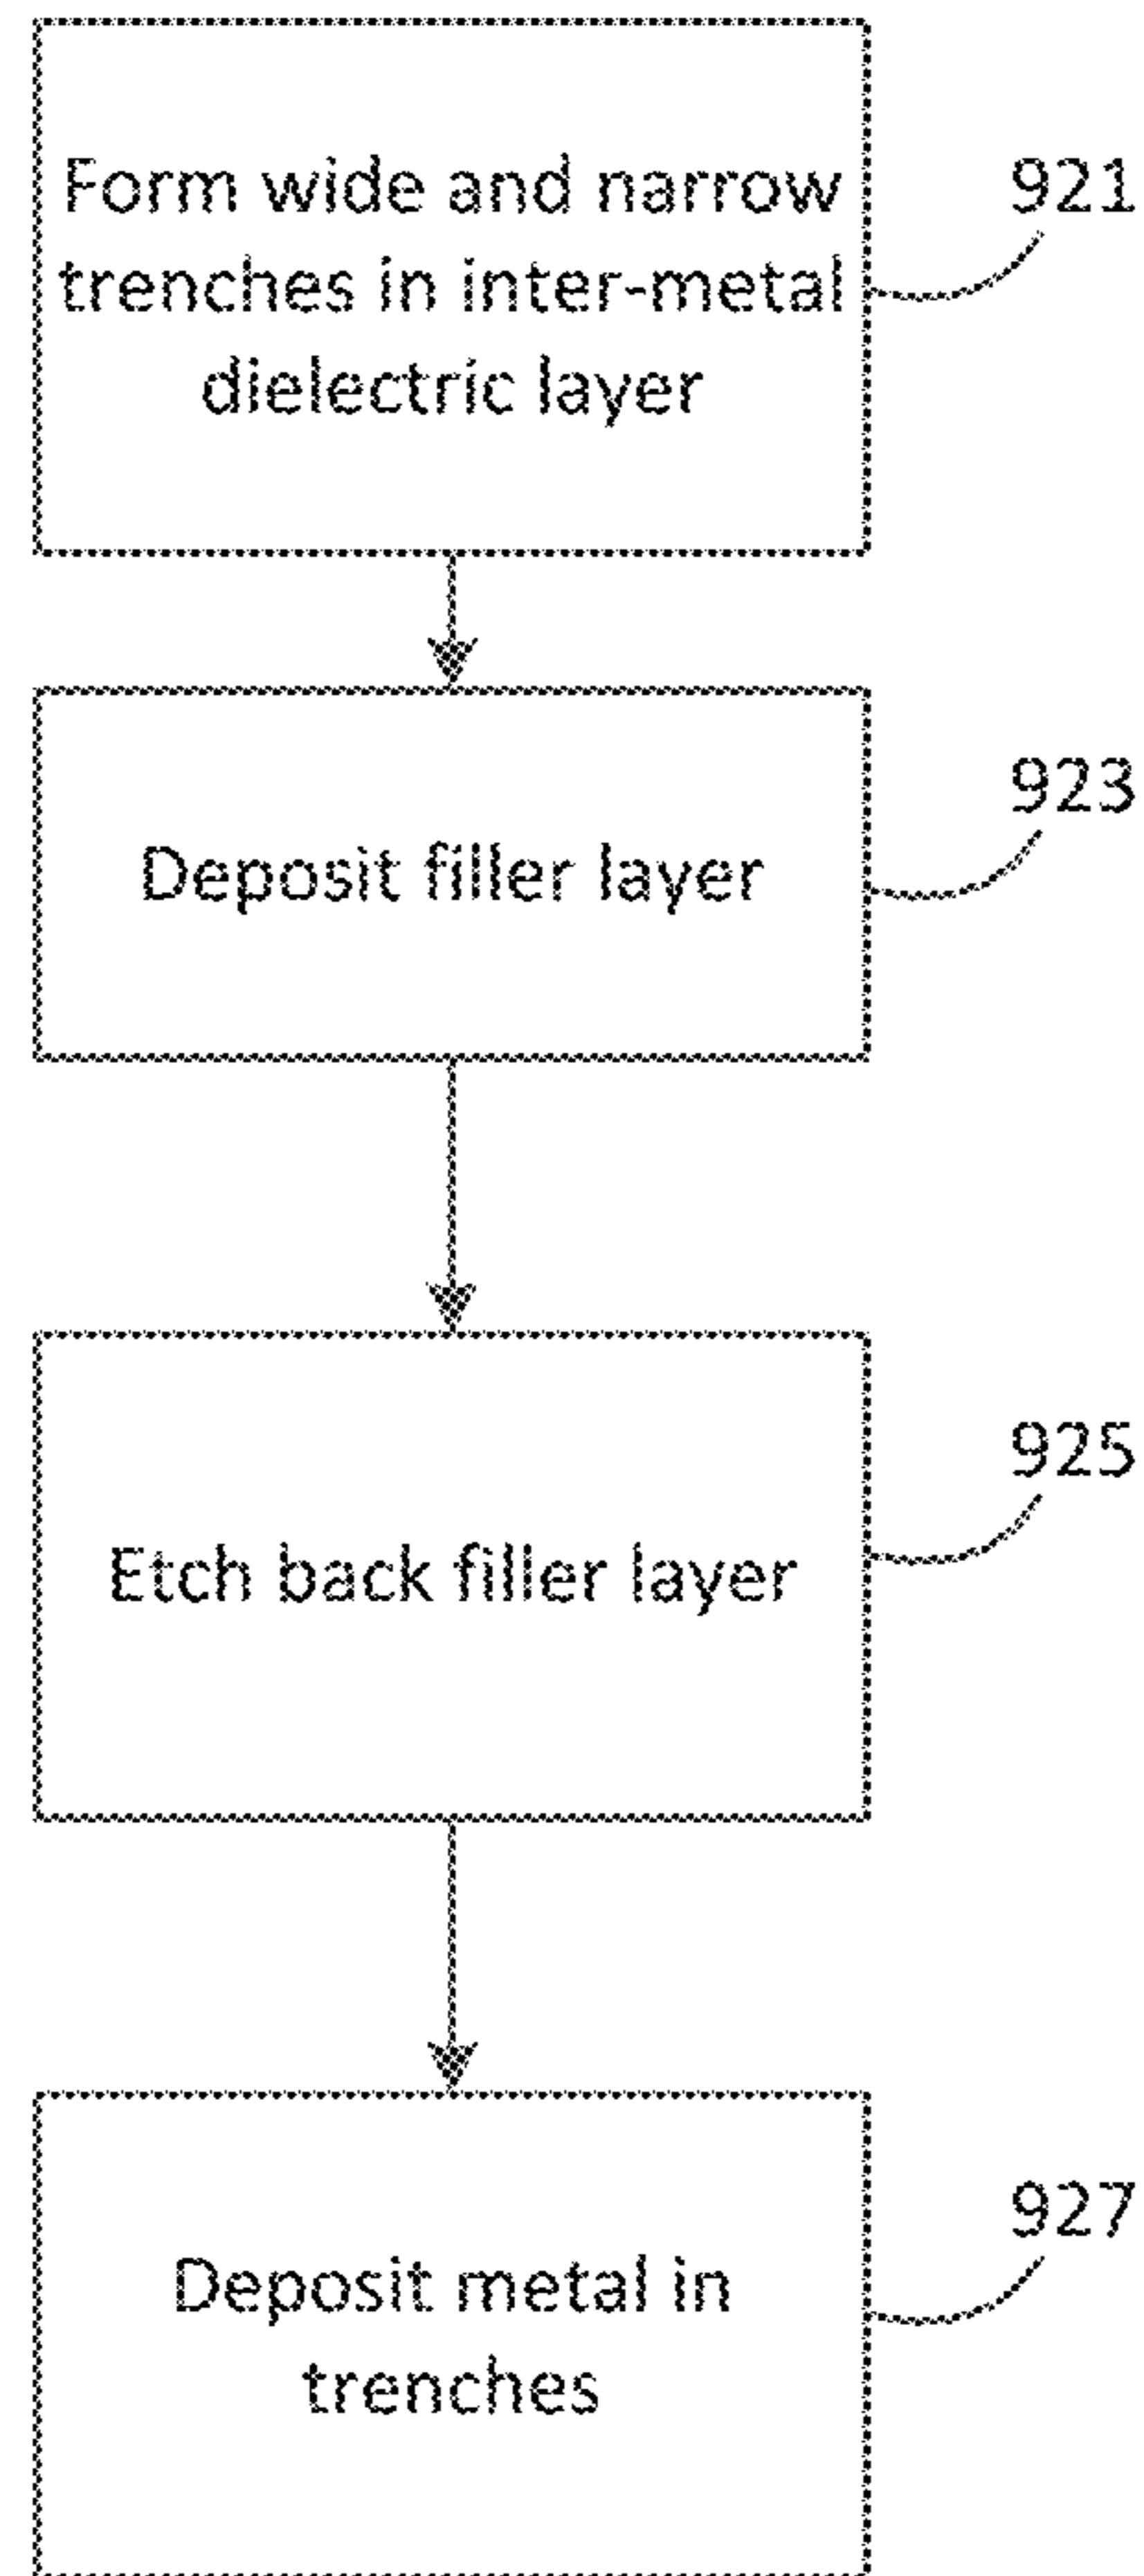 Form wide and narrow
trenches in inter-metal
dielectric layer
921
Deposit filler layer
923
Etch back filler layer
925
Deposit metal in
trenches
927